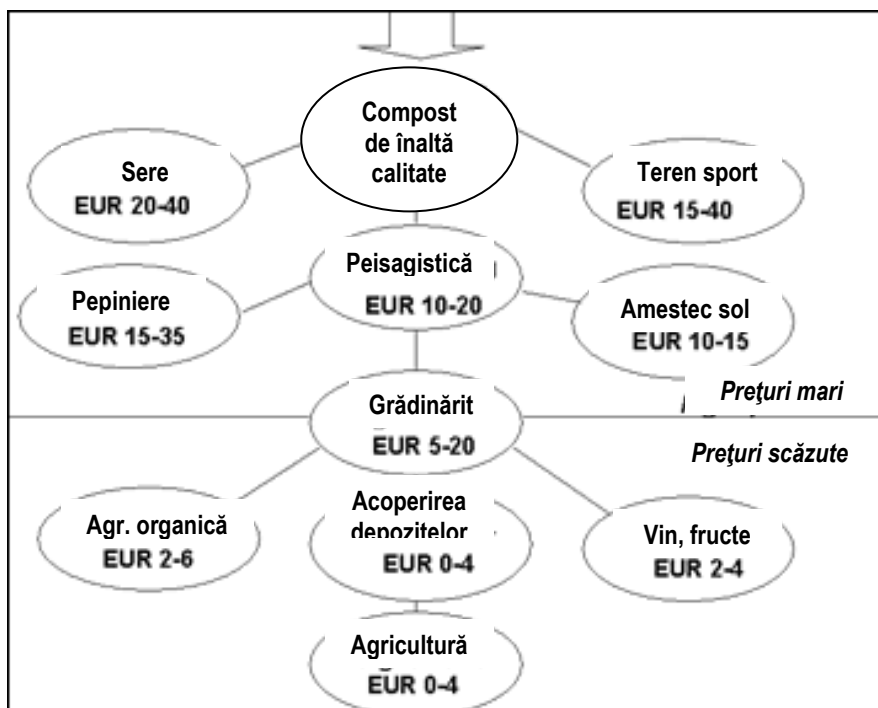 Compost
de înaltă
calitate
Sere
EUR 20-40
Teren sport
EUR 15-40
Peisagistică
EUR 10-20
Pepiniere
EUR 15-35
Amestec sol
EUR 10-15
Preţuri mari
Grădinărit
EUR 5-20
Preţuri scăzute
Agr. organică
EUR 2-6
Acoperirea
depozitelor
EUR 0-4
Vin, fructe
EUR 2-4
Agricultură
EUR 0-4